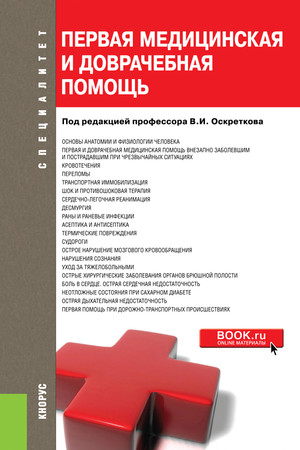 СПЕЦИАЛИТЕТ
ПЕРВАЯ МЕДИЦИНСКАЯ
И ДОВРАЧЕБНАЯ
ПОМОЩЬ
Под редакцией профессора В.И. Оскреткова
ОСНОВЫ АНАТОМИИ И ФИЗИОЛОГИИ ЧЕЛОВЕКА
ПЕРВАЯ И ДОВРАЧЕБНАЯ МЕДИЦИНСКАЯ ПОМОЩЬ ВНЕЗАПНО ЗАБОЛЕВШИМ
И ПОСТРАДАВШИМ ПРИ ЧРЕЗВЫЧАЙНЫХ СИТУАЦИЯХ
КРОВОТЕЧЕНИЯ
ПЕРЕЛОМЫ
ТРАНСПОРТНАЯ ИММОБИЛИЗАЦИЯ
ШОК И ПРОТИВОШОКОВАЯ ТЕРАПИЯ
СЕРДЕЧНО-ЛЕГОЧНАЯ РЕАНИМАЦИЯ
ДЕСМУРГИЯ
РАНЫ И РАНЕВЫЕ ИНФЕКЦИИ
АСЕПТИКА И АНТИСЕПТИКА
ТЕРМИЧЕСКИЕ ПОВРЕЖДЕНИЯ
СУДОРОГИ
ОСТРОЕ НАРУШЕНИЕ МОЗГОВОГО КРОВООБРАЩЕНИЯ
НАРУШЕНИЯ СОЗНАНИЯ
УХОД ЗА ТЯЖЕЛОБОЛЬНЫМИ
ОСТРЫЕ ХИРУРГИЧЕСКИЕ ЗАБОЛЕВАНИЯ ОРГАНОВ БРЮШНОЙ ПОЛОСТИ
БОЛЬ В СЕРДЦЕ. ОСТРАЯ СЕРДЕЧНАЯ НЕДОСТАТОЧНОСТЬ
НЕОТЛОЖНЫЕ СОСТОЯНИЯ ПРИ САХАРНОМ ДИАБЕТЕ
ОСТРАЯ ДЫХАТЕЛЬНАЯ НЕДОСТАТОЧНОСТЬ
ПЕРВАЯ ПОМОЩЬ ПРИ ДОРОЖНО-ТРАНСПОРТНЫХ ПРОИСШЕСТВИЯХ
BOOK.ru
ONLINE МАТЕРИАЛЫ
КНОРУС